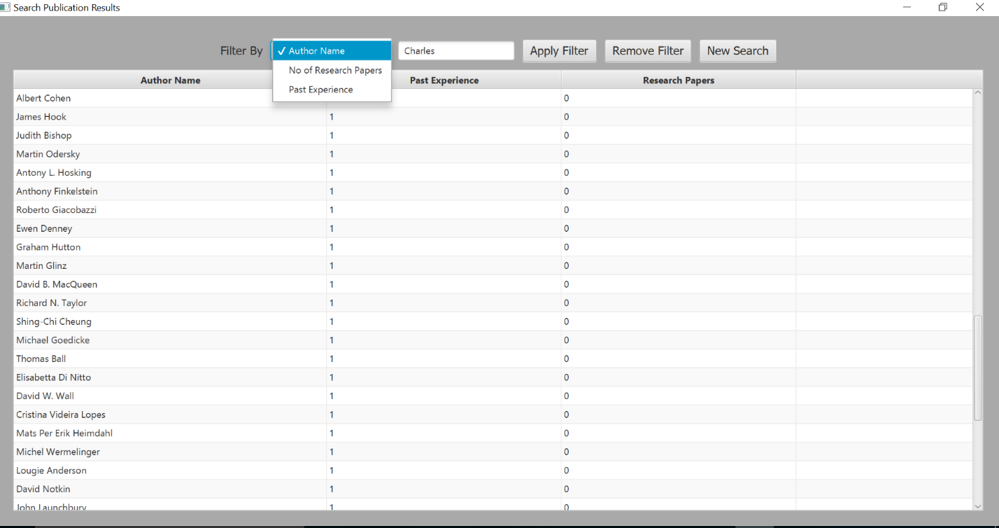 Search Publication Results
Filter By ✓ Author Name Charles Apply Filter Remove Filter New Search
No of Research Papers
Past Experience
Author Name Past Experience Research Papers
Albert Cohen 0
James Hook 1 0
Judith Bishop 1 0
Martin Odersky 1 0
Antony L. Hosking 1 0
Anthony Finkelstein 1 0
Roberto Giacobazzi 1 0
Ewen Denney 1 0
Graham Hutton 1 0
Martin Glinz 1 0
David B. MacQueen 1 0
Richard N. Taylor 1 0
Shing-Chi Cheung 1 0
Michael Goedicke 1 0
Thomas Ball 1 0
Elisabetta Di Nitto 1 0
David W. Wall 1 0
Cristina Videira Lopes 1 0
Mats Per Erik Heimdahl 1 0
Michel Wermelinger 1 0
Lougie Anderson 1 0
David Notkin 1 0
John Launchbury 1 0